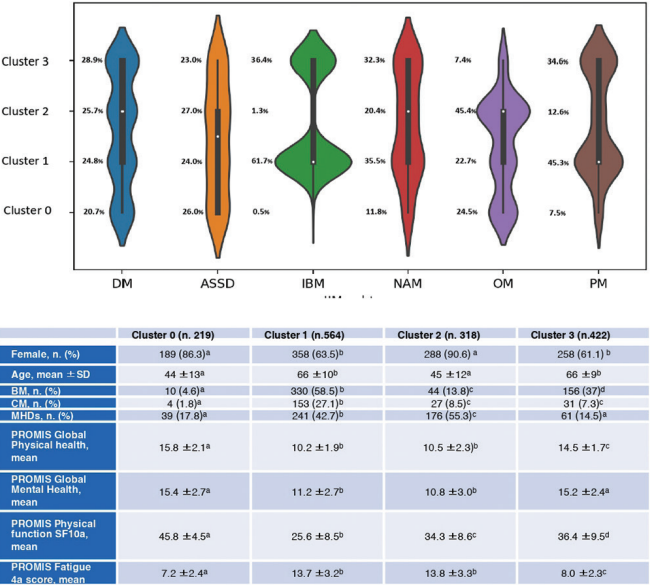 Cluster 3
28.9%
23.0%
36.4%
32.3%
7.4%
34.6%
Cluster 2
25.7%
27.0%
1.3%
20.4%
45.4%
12.6%
Cluster 1
24.8%
24.0%
61.7%
35.5%
22.7%
45.3%
Cluster 0
20.7%
26.0%
0.5%
11.8%
24.5%
7.5%
DM ASSD IBM NAM OM PM
Cluster 0 (n. 219) Cluster 1 (n.564) Cluster 2 (n. 318) Cluster 3 (n.422)
Female, n. (%) 189 (86.3)a 358 (63.5)b 288 (90.6) a 258 (61.1) b
Age, mean ±SD 44 ±13a 66 ±10b 45 ±12a 66 ±9b
BM, n. (%) 10 (4.6)a 330 (58.5)b 44 (13.8)c 156 (37)d
CM, n. (%) 4 (1.8)a 153 (27.1)b 27 (8.5)c 31 (7.3)c
MHDs, n. (%) 39 (17.8)a 241 (42.7)b 176 (55.3)c 61 (14.5)a
PROMIS Global
Physical health,
mean
15.8 ±2.1a 10.2 ±1.9b 10.5 ±2.3)b 14.5 ±1.7c
PROMIS Global
Mental Health,
mean
15.4 ±2.7a 11.2 ±2.7b 10.8 ±3.0b 15.2 ±2.4a
PROMIS Physical
function SF10a,
mean
45.8 ±4.5a 25.6 ±8.5b 34.3 ±8.6c 36.4 ±9.5d
PROMIS Fatigue
4a score, mean
7.2 ±2.4a 13.7 ±3.2b 13.8 ±3.3b 8.0 ±2.3c